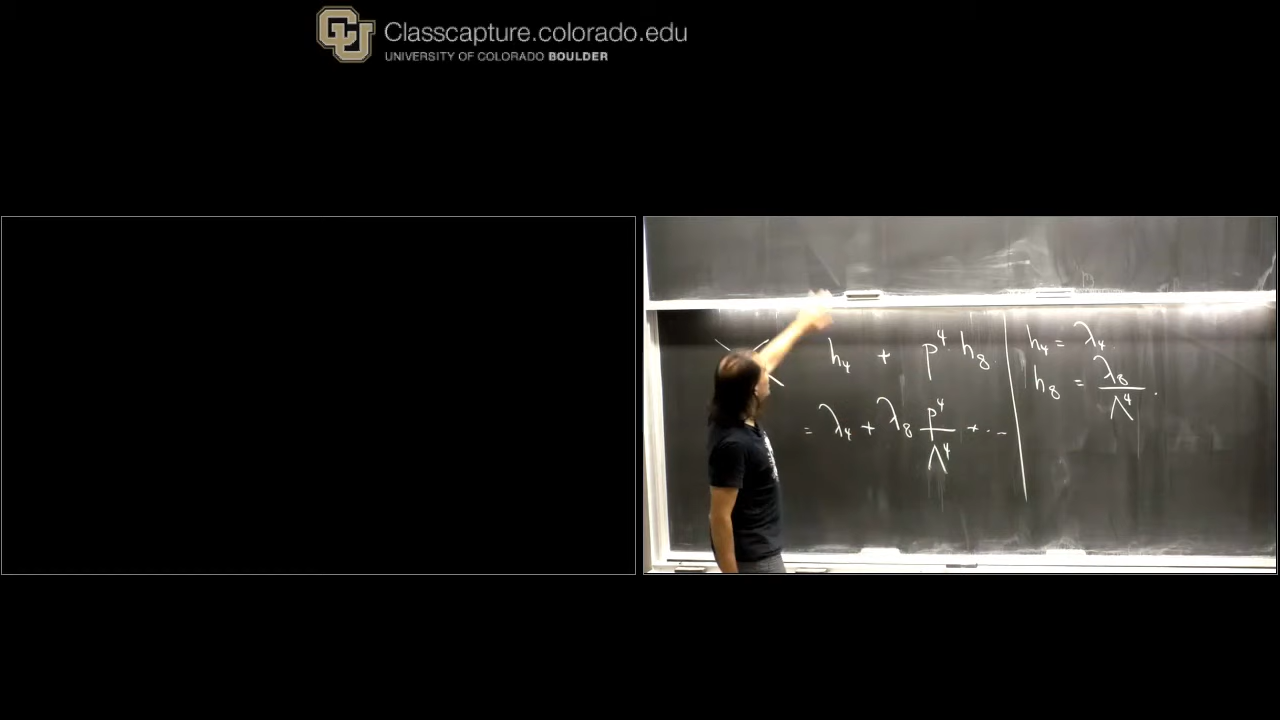 Classcapture.colorado.edu
UNIVERSITY OF COLORADO BOULDER
h₄ + p⁴ · h₈
= λ₄ + λ₈ p⁴/Λ⁴ + ...
h₄ = λ₄.
h₈ = λ₈/Λ⁴.